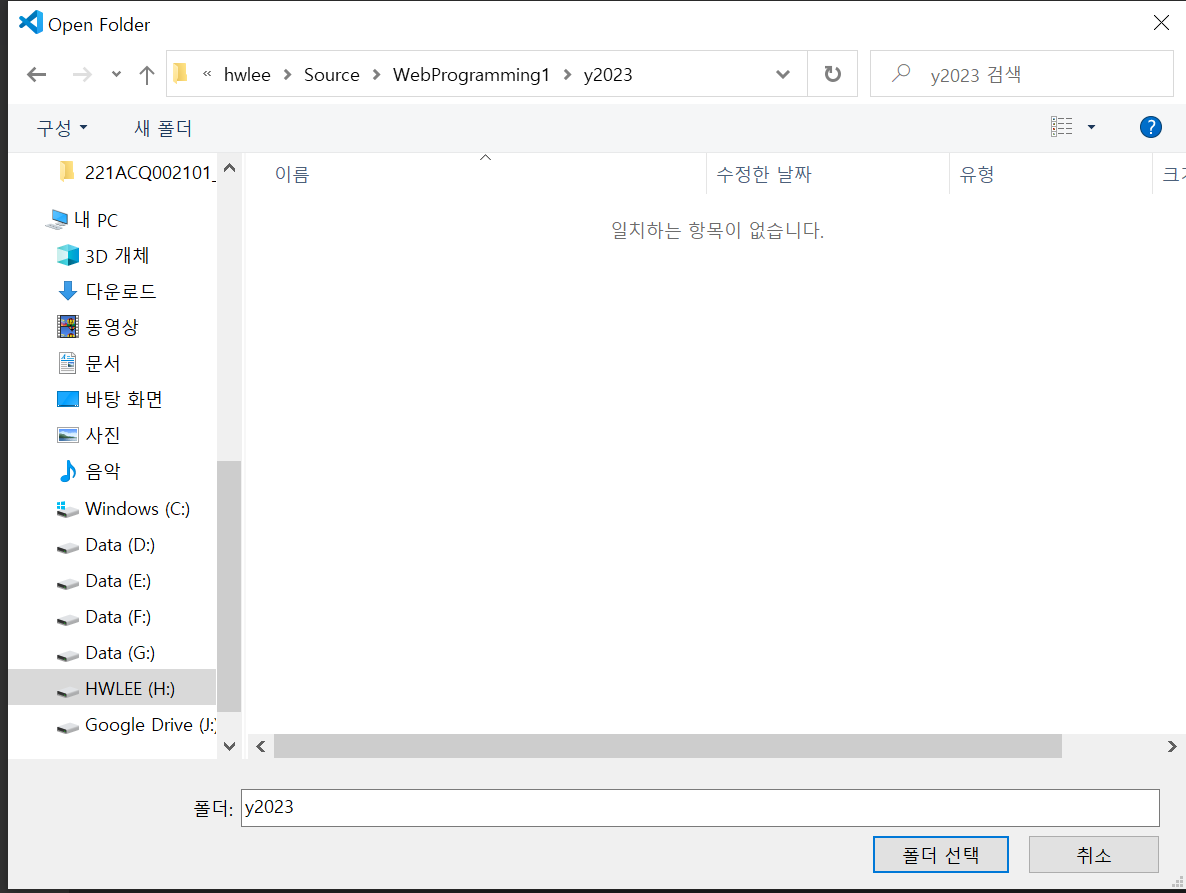 Open Folder
« hwlee > Source > WebProgramming1 > y2023
y2023 검색
구성 새 폴더
이름 수정한 날짜 유형
221ACQ002101_
내 PC
3D 개체
다운로드
동영상
문서
바탕 화면
사진
음악
Windows (C:)
Data (D:)
Data (E:)
Data (F:)
Data (G:)
HWLEE (H:)
Google Drive (J:)
일치하는 항목이 없습니다.
폴더: y2023
폴더 선택 취소